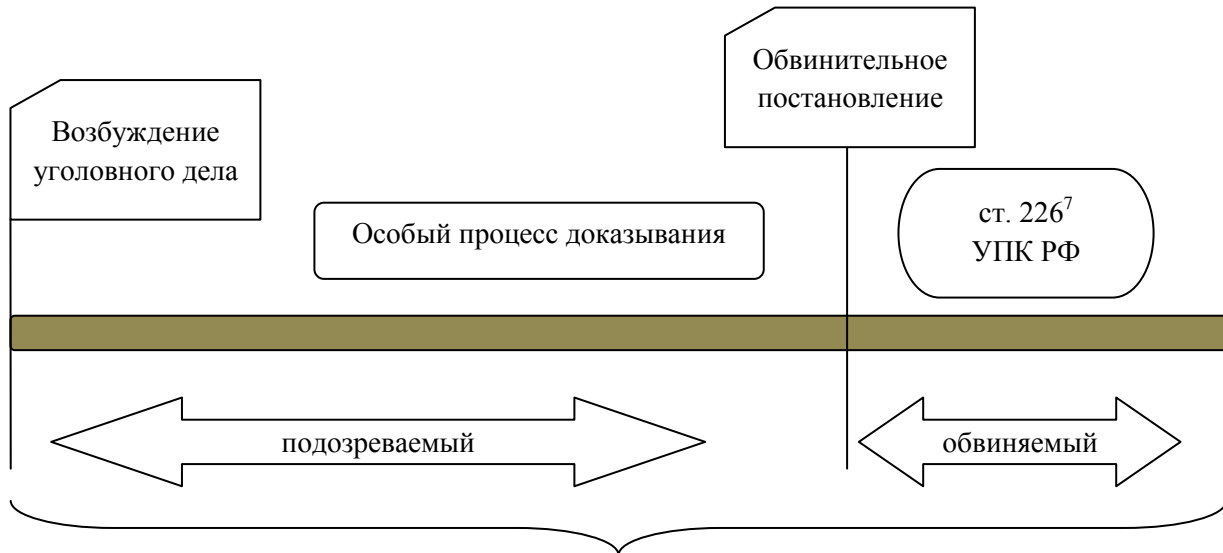 Возбуждение
уголовного дела
Обвинительное
постановление
Особый процесс доказывания
ст. 226⁷
УПК РФ
подозреваемый
обвиняемый